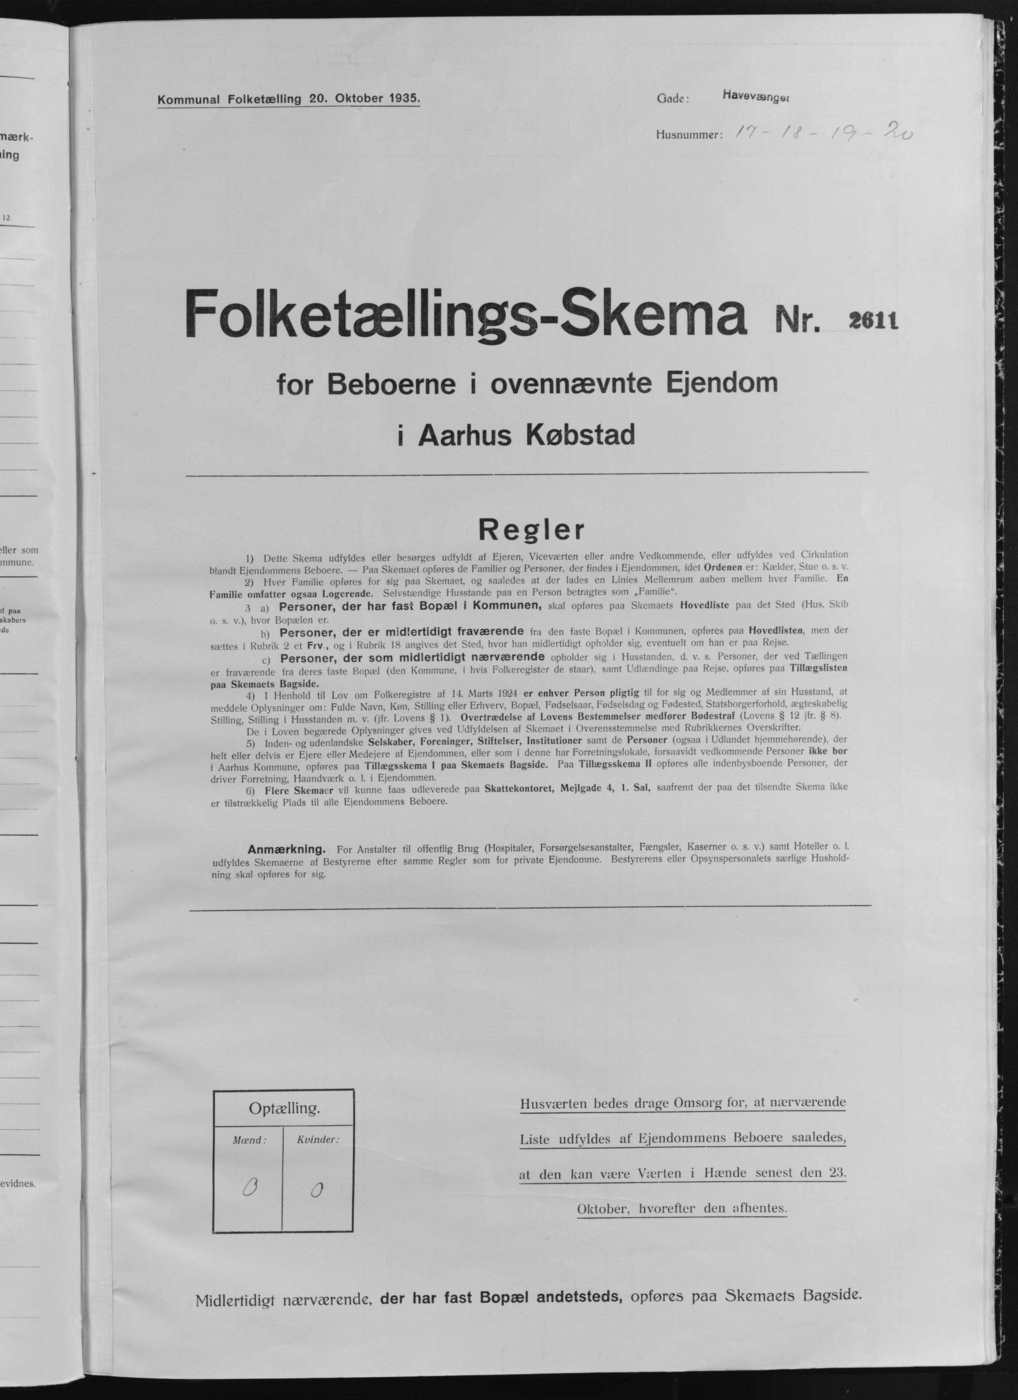 mærk-
ing
12
eller som
mmune.
el paa
skabers
de
evidnes.
Kommunal Folketælling 20. Oktober 1935.
Gade: Havevænget
Husnummer: 17 - 18 - 19 - 20
Folketællings-Skema Nr. 2611
for Beboerne i ovennævnte Ejendom
i Aarhus Købstad
Regler
1) Dette Skema udfyldes eller besørges udfyldt af Ejeren, Viceværten eller andre Vedkommende, eller udfyldes ved Cirkulation
blandt Ejendommens Beboere. — Paa Skemaet opføres de Familier og Personer, der findes i Ejendommen, idet Ordenen er: Kælder, Stue o. s. v.
2) Hver Familie opføres for sig paa Skemaet, og saaledes at der lades en Linies Mellemrum aaben mellem hver Familie. En
Familie omfatter ogsaa Logerende. Selvstændige Husstande paa en Person betragtes som „Familie“.
3 a) Personer, der har fast Bopæl i Kommunen, skal opføres paa Skemaets Hovedliste paa det Sted (Hus, Skib
o. s. v.), hvor Bopælen er.
b) Personer, der er midlertidigt fraværende fra den faste Bopæl i Kommunen, opføres paa Hovedlisten, men der
sættes i Rubrik 2 et Frv., og i Rubrik 18 angives det Sted, hvor han midlertidigt opholder sig, eventuelt om han er paa Rejse.
c) Personer, der som midlertidigt nærværende opholder sig i Husstanden, d. v. s. Personer, der ved Tællingen
er fraværende fra deres faste Bopæl (den Kommune, i hvis Folkeregister de staar), samt Udlændinge paa Rejse, opføres paa Tillægslisten
paa Skemaets Bagside.
4) I Henhold til Lov om Folkeregistre af 14. Marts 1924 er enhver Person pligtig til for sig og Medlemmer af sin Husstand, at
meddele Oplysninger om: Fulde Navn, Køn, Stilling eller Erhverv, Bopæl, Fødselsaar, Fødselsdag og Fødested, Statsborgerforhold, ægteskabelig
Stilling, Stilling i Husstanden m. v. (jfr. Lovens § 1). Overtrædelse af Lovens Bestemmelser medfører Bødestraf (Lovens § 12 jfr. § 8).
De i Loven begærede Oplysninger gives ved Udfyldelsen af Skemaet i Overensstemmelse med Rubrikkernes Overskrifter.
5) Inden- og udenlandske Selskaber, Foreninger, Stiftelser, Institutioner samt de Personer (ogsaa i Udlandet hjemmehørende), der
helt eller delvis er Ejere eller Medejere af Ejendommen, eller som i denne har Forretningslokale, forsaavidt vedkommende Personer ikke bor
i Aarhus Kommune, opføres paa Tillægsskema I paa Skemaets Bagside. Paa Tillægsskema II opføres alle indenbysboende Personer, der
driver Forretning, Haandværk o. l. i Ejendommen.
6) Flere Skemaer vil kunne faas udleverede paa Skattekontoret, Mejlgade 4, 1. Sal, saafremt der paa det tilsendte Skema ikke
er tilstrækkelig Plads til alle Ejendommens Beboere.
Anmærkning. For Anstalter til offentlig Brug (Hospitaler, Forsørgelsesanstalter, Fængsler, Kaserner o. s. v.) samt Hoteller o. l.
udfyldes Skemaerne af Bestyrerne efter samme Regler som for private Ejendomme. Bestyrerens eller Opsynspersonalets særlige Hushold-
ning skal opføres for sig.
Optælling.
Mænd: Kvinder:
0 0
Husværten bedes drage Omsorg for, at nærværende
Liste udfyldes af Ejendommens Beboere saaledes,
at den kan være Værten i Hænde senest den 23.
Oktober, hvorefter den afhentes.
Midlertidigt nærværende, der har fast Bopæl andetsteds, opføres paa Skemaets Bagside.